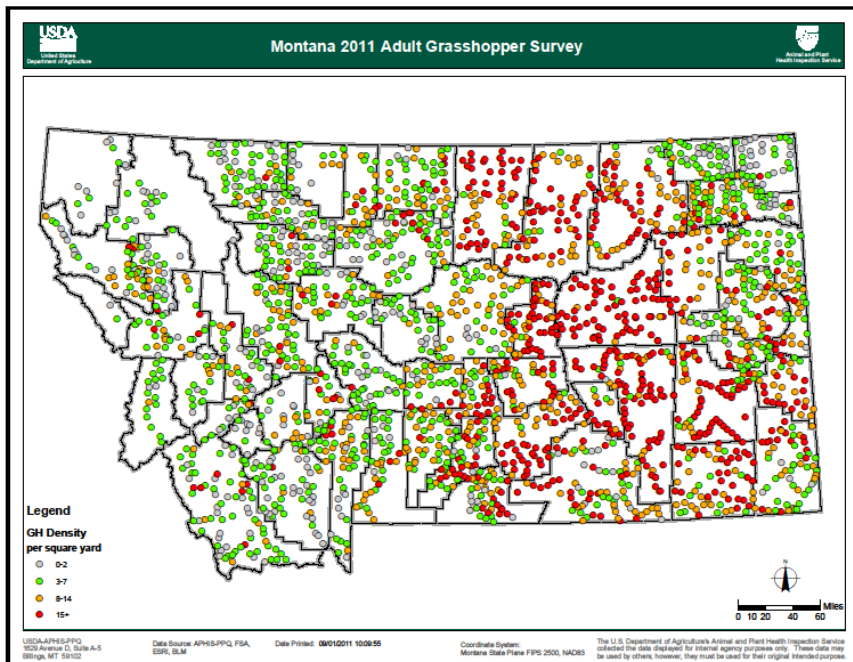 USDA
United States
Department of Agriculture
Montana 2011 Adult Grasshopper Survey
Animal and Plant
Health Inspection Service
Legend
GH Density
per square yard
0-2
3-7
8-14
15+
N
Miles
0 10 20 40 60
USDA-APHIS-PPQ
1629 Avenue D, Suite A-5
Billings, MT 59102
Data Source: APHIS-PPQ, FSA,
ESRI, BLM
Date Printed: 09/01/2011 10:09:55
Coordinate System:
Montana State Plane FIPS 2500, NAD83
The U.S. Department of Agriculture's Animal and Plant Health Inspection Service
collected the data displayed for internal agency purposes only. These data may
be used by others; however, they must be used for their original intended purpose.